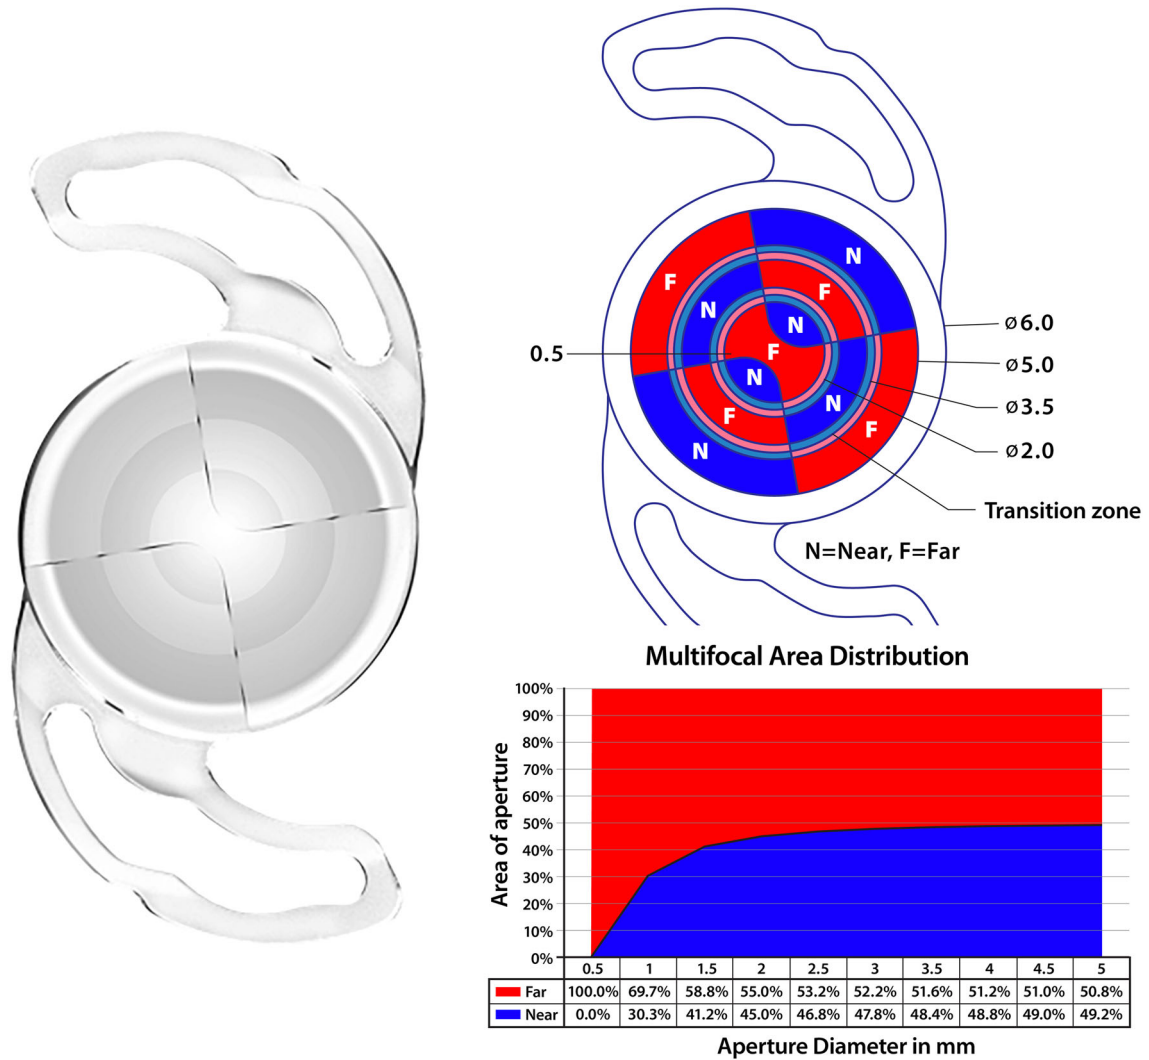 N
F
F
N
N
F
N
F
N
F
N
F
0.5
ø6.0
ø5.0
ø3.5
ø2.0
Transition zone
N=Near, F=Far
Multifocal Area Distribution
Area of aperture
100%
90%
80%
70%
60%
50%
40%
30%
20%
10%
0%
0.5 1 1.5 2 2.5 3 3.5 4 4.5 5
Far 100.0% 69.7% 58.8% 55.0% 53.2% 52.2% 51.6% 51.2% 51.0% 50.8%
Near 0.0% 30.3% 41.2% 45.0% 46.8% 47.8% 48.4% 48.8% 49.0% 49.2%
Aperture Diameter in mm